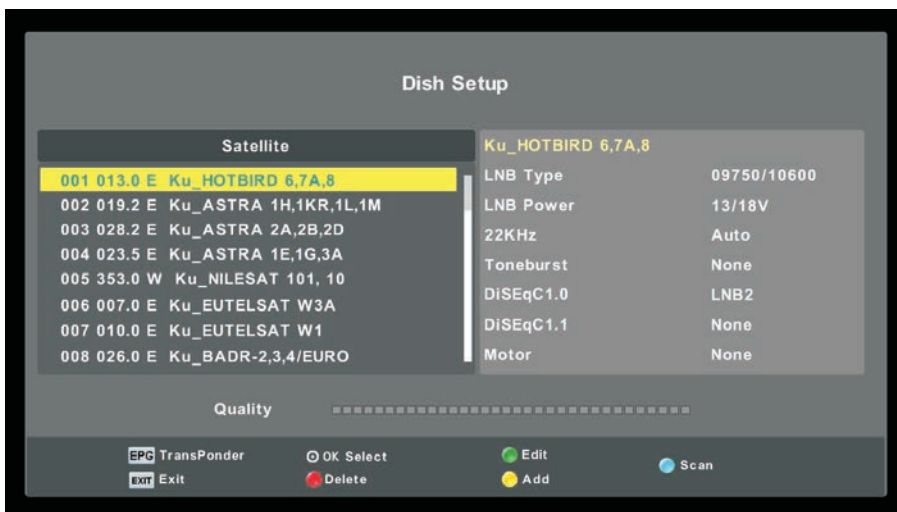 Dish Setup
Satellite
001 013.0 E Ku_HOTBIRD 6,7A,8
002 019.2 E Ku_ASTRA 1H,1KR,1L,1M
003 028.2 E Ku_ASTRA 2A,2B,2D
004 023.5 E Ku_ASTRA 1E,1G,3A
005 353.0 W Ku_NILESAT 101, 10
006 007.0 E Ku_EUTELSAT W3A
007 010.0 E Ku_EUTELSAT W1
008 026.0 E Ku_BADR-2,3,4/EURO
Ku_HOTBIRD 6,7A,8
LNB Type 09750/10600
LNB Power 13/18V
22KHz Auto
Toneburst None
DiSEqC1.0 LNB2
DiSEqC1.1 None
Motor None
Quality
EPG TransPonder OK Select Edit Scan
EXIT Exit Delete Add